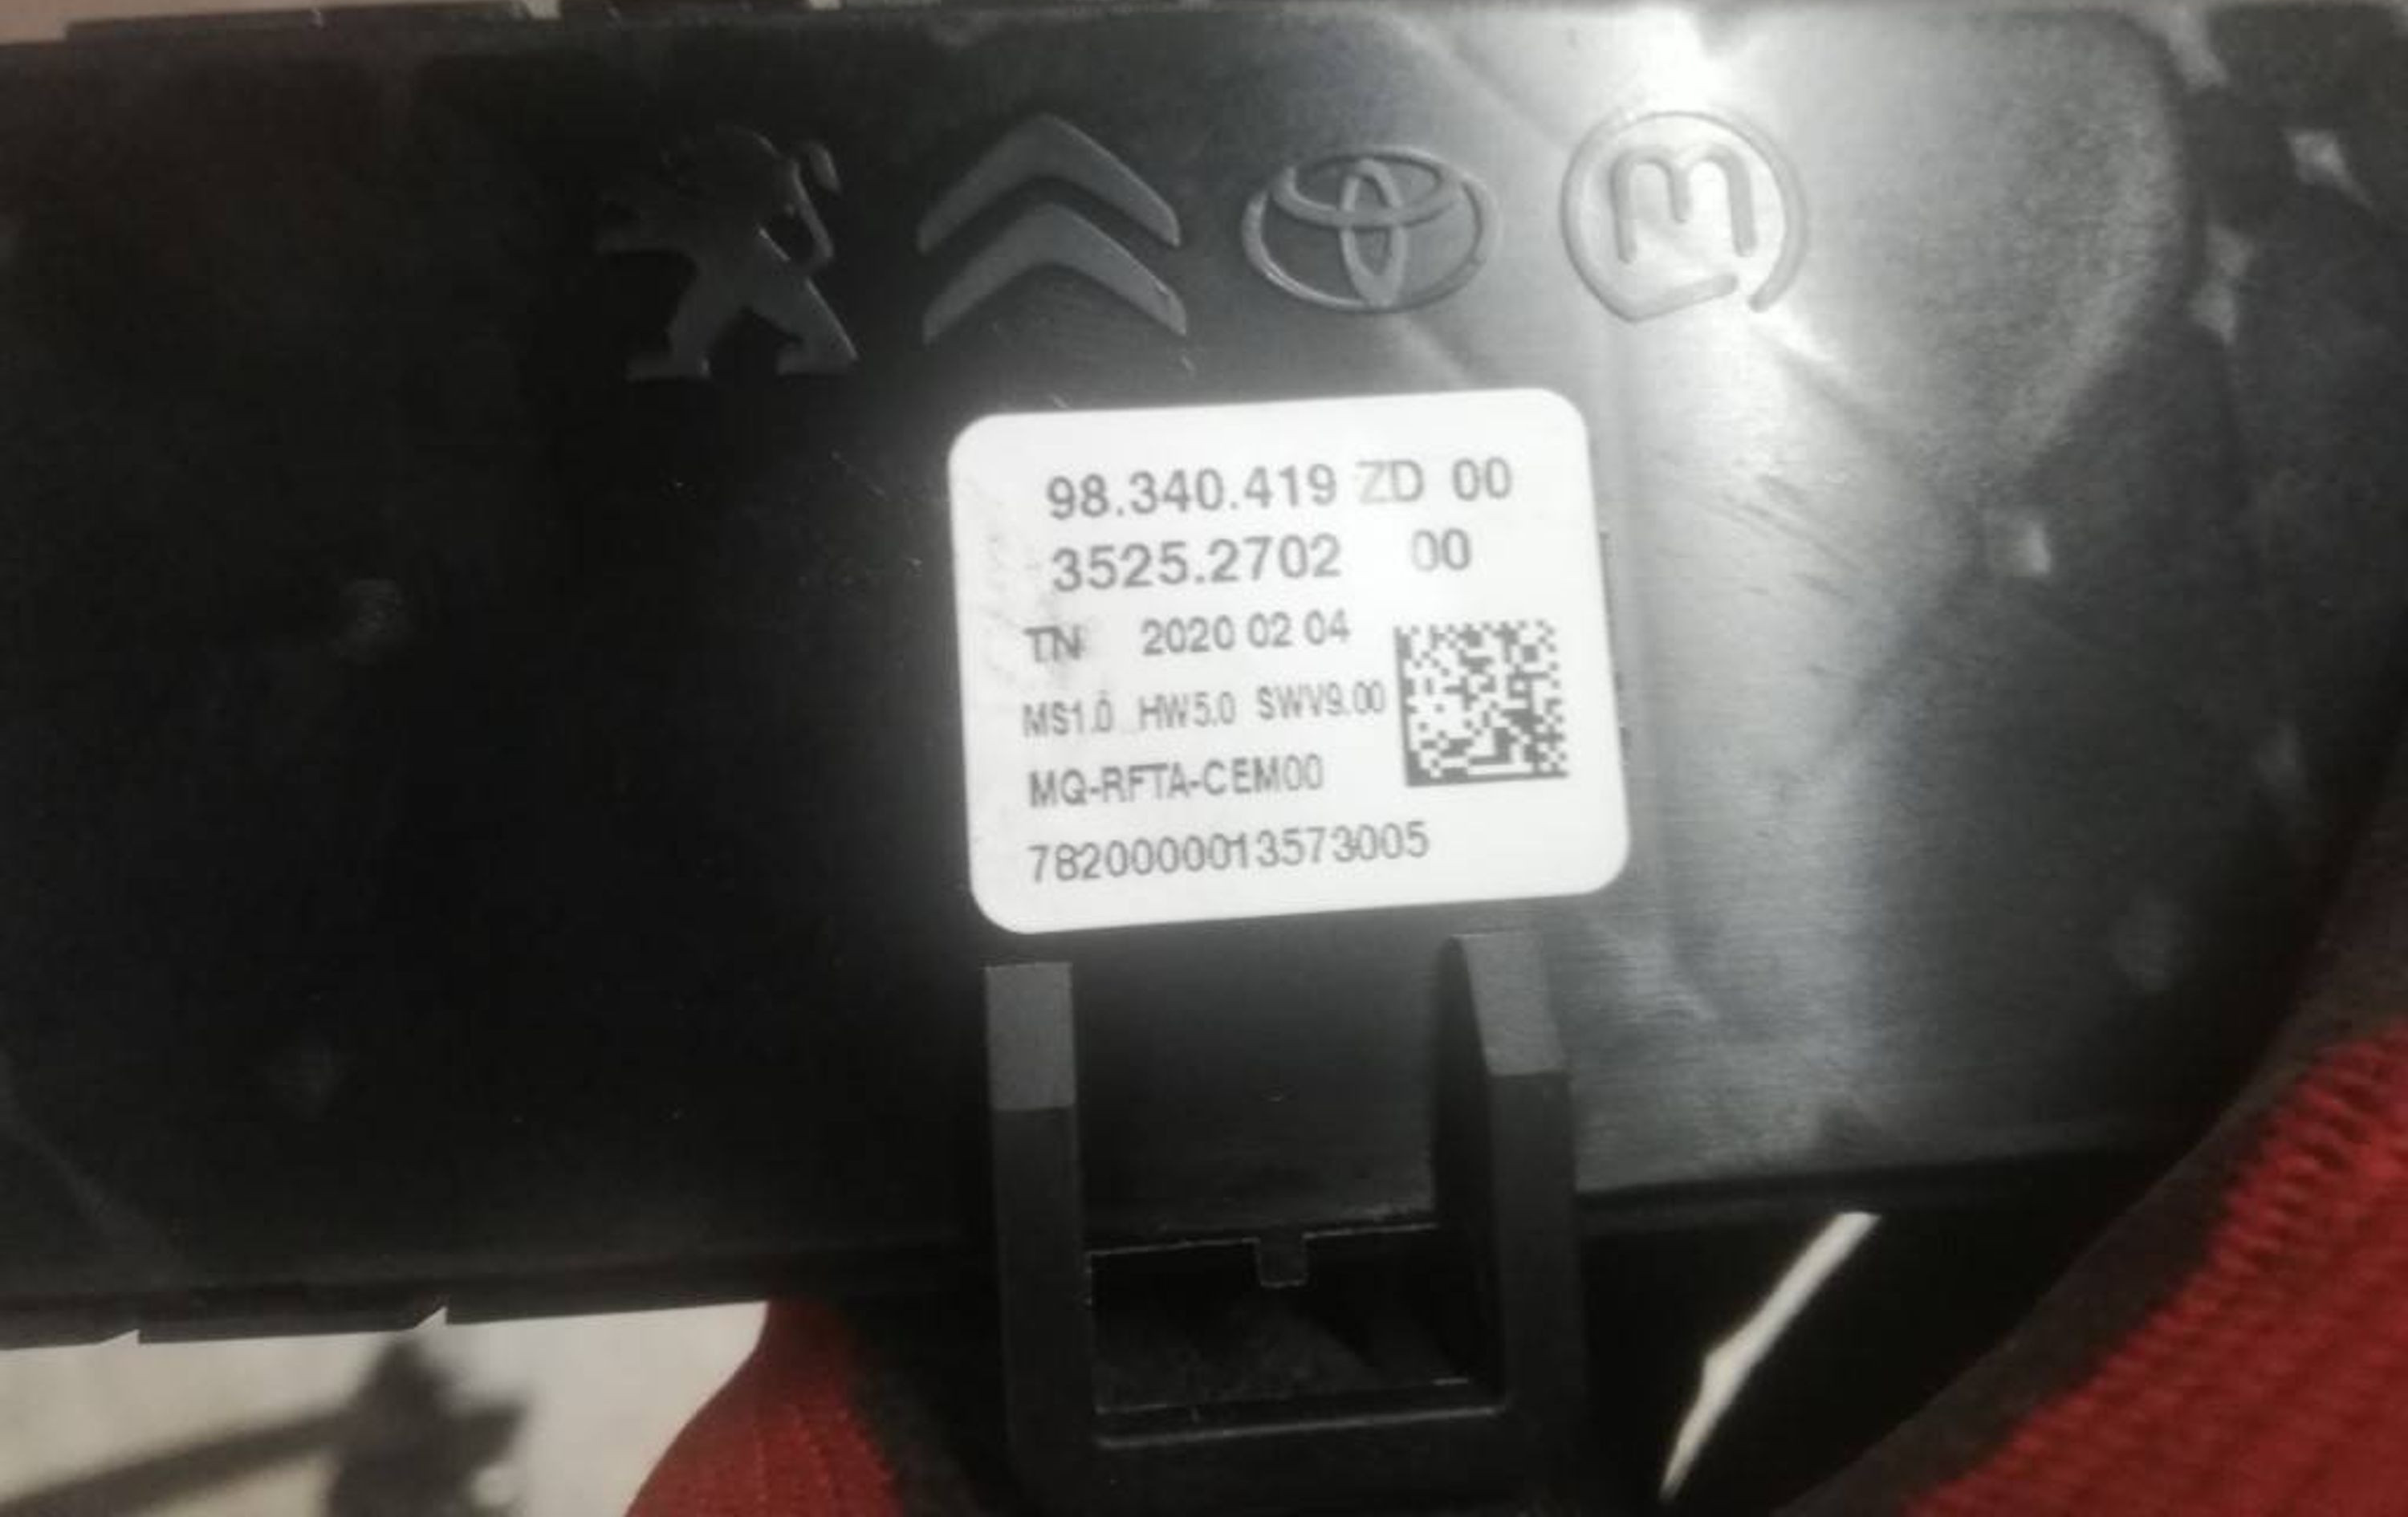 98.340.419 ZD 00
3525.2702 00
TN 2020 02 04
MS1.0 HW5.0 SWV9.00
MQ-RFTA-CEM00
7820000013573005